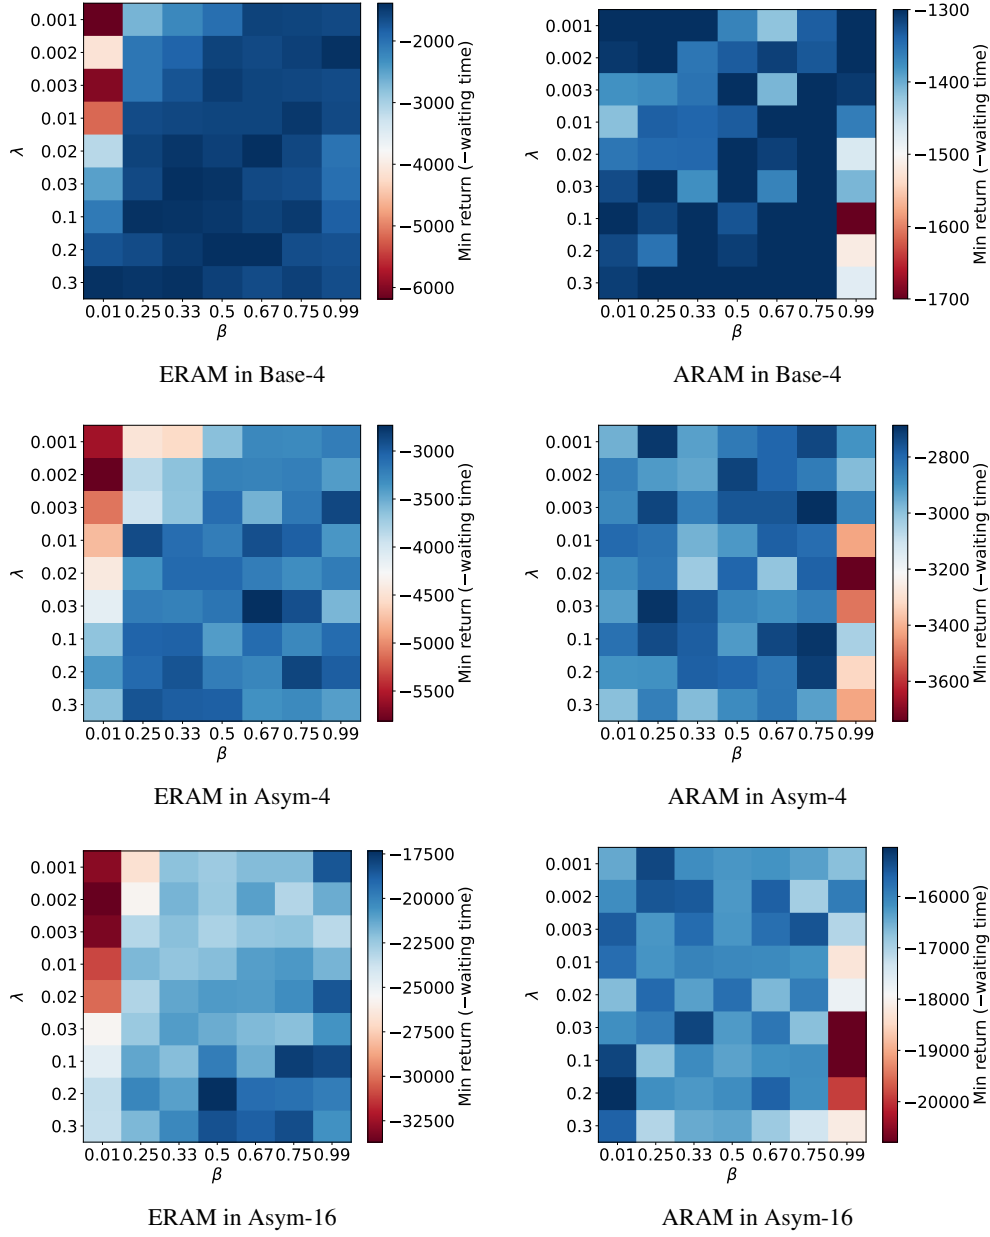 0.001
0.002
0.003
0.01
0.02
0.03
0.1
0.2
0.3
λ
0.01 0.25 0.33 0.5 0.67 0.75 0.99
β
−2000
−3000
−4000
−5000
−6000
Min return (−waiting time)
ERAM in Base-4
0.001
0.002
0.003
0.01
0.02
0.03
0.1
0.2
0.3
λ
0.01 0.25 0.33 0.5 0.67 0.75 0.99
β
−1300
−1400
−1500
−1600
−1700
Min return (−waiting time)
ARAM in Base-4
0.001
0.002
0.003
0.01
0.02
0.03
0.1
0.2
0.3
λ
0.01 0.25 0.33 0.5 0.67 0.75 0.99
β
−3000
−3500
−4000
−4500
−5000
−5500
Min return (−waiting time)
ERAM in Asym-4
0.001
0.002
0.003
0.01
0.02
0.03
0.1
0.2
0.3
λ
0.01 0.25 0.33 0.5 0.67 0.75 0.99
β
−2800
−3000
−3200
−3400
−3600
Min return (−waiting time)
ARAM in Asym-4
0.001
0.002
0.003
0.01
0.02
0.03
0.1
0.2
0.3
λ
0.01 0.25 0.33 0.5 0.67 0.75 0.99
β
−17500
−20000
−22500
−25000
−27500
−30000
−32500
Min return (−waiting time)
ERAM in Asym-16
0.001
0.002
0.003
0.01
0.02
0.03
0.1
0.2
0.3
λ
0.01 0.25 0.33 0.5 0.67 0.75 0.99
β
−16000
−17000
−18000
−19000
−20000
Min return (−waiting time)
ARAM in Asym-16